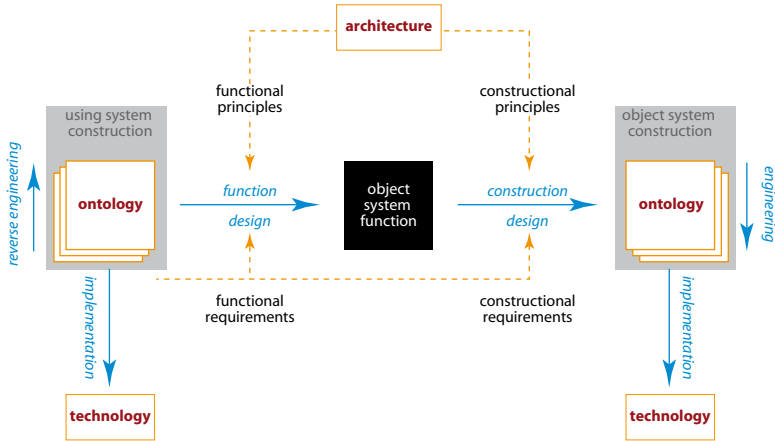 architecture
functional
principles
constructional
principles
using system
construction
object system
construction
reverse engineering
ontology
function
design
object
system
function
construction
design
ontology
engineering
implementation
functional
requirements
constructional
requirements
implementation
technology
technology